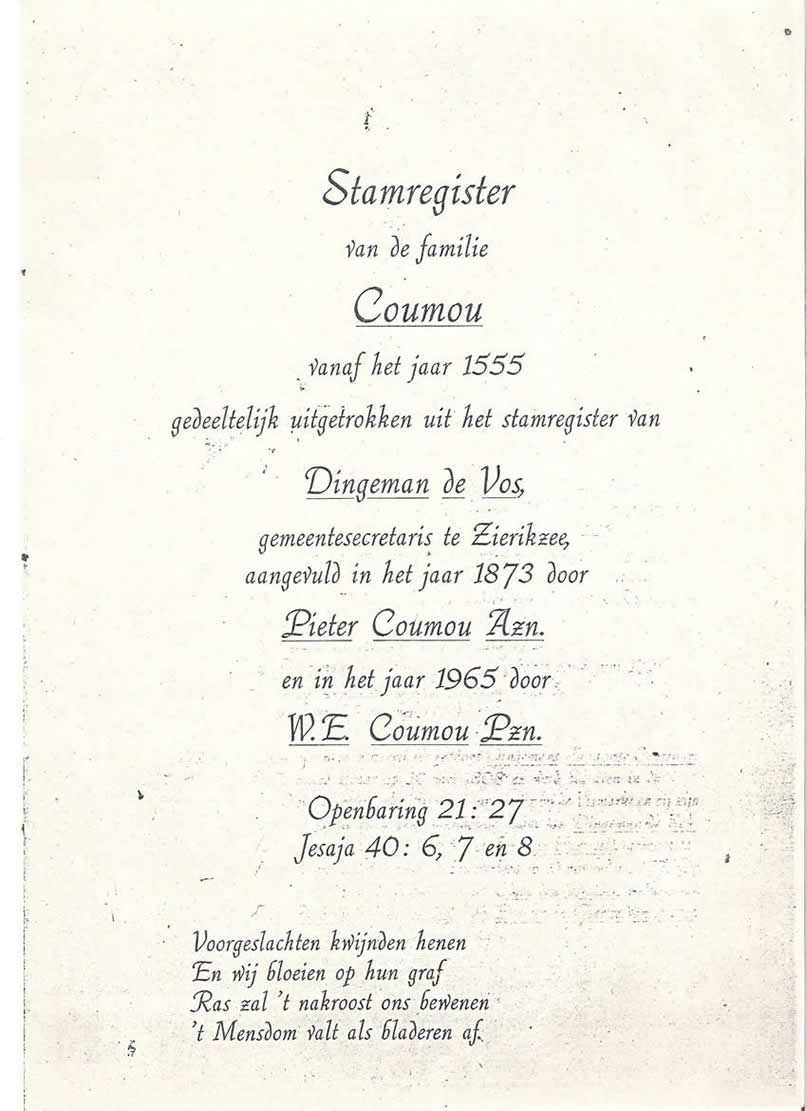 Stamregister
van de familie
Coumou
vanaf het jaar 1555
gedeeltelijk uitgetrokken uit het stamregister van
Dingeman de Vos,
gemeentesecretaris te Zierikzee,
aangevuld in het jaar 1873 door
Pieter Coumou Azn.
en in het jaar 1965 door
W.E. Coumou Pzn.
Openbaring 21: 27
Jesaja 40: 6, 7 en 8
Voorgeslachten kwijnden henen
En wij bloeien op hun graf
Ras zal 't nakroost ons bewenen
't Mensdom valt als bladeren af.